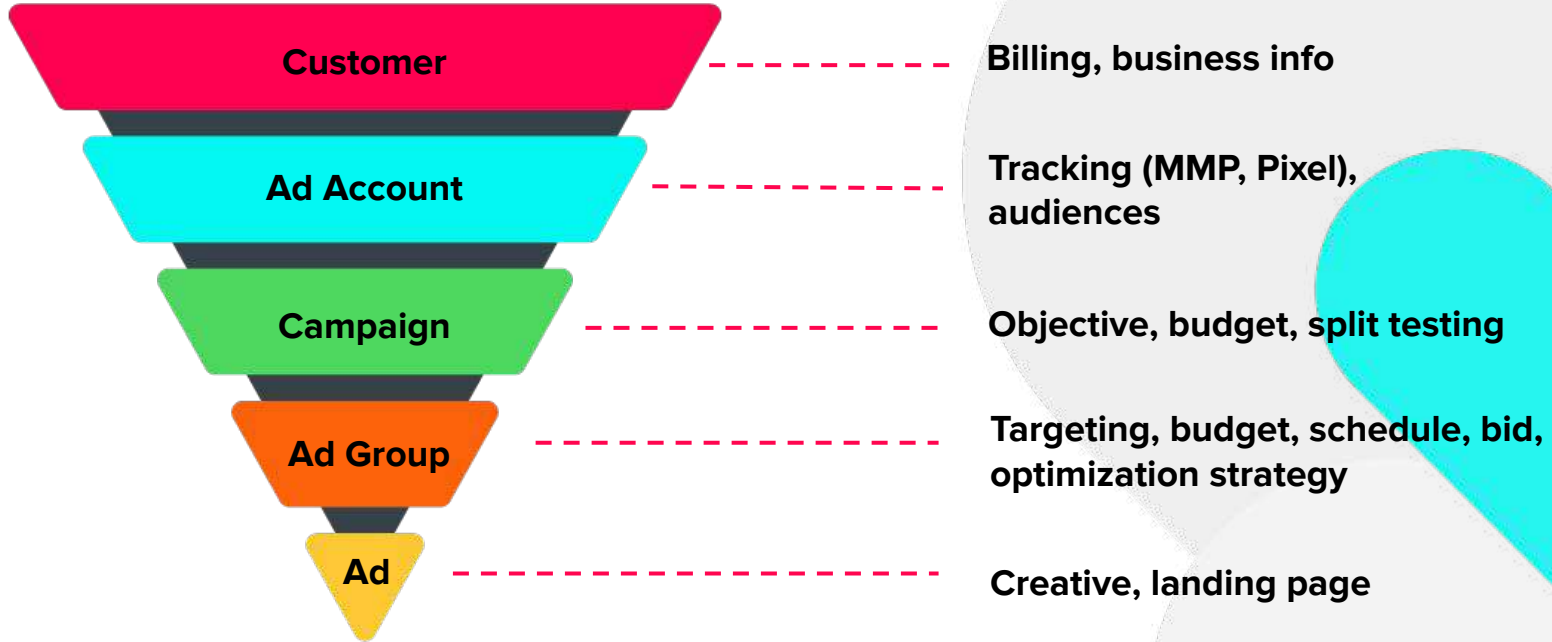 Customer
Billing, business info
Ad Account
Tracking (MMP, Pixel),
audiences
Campaign
Objective, budget, split testing
Ad Group
Targeting, budget, schedule, bid,
optimization strategy
Ad
Creative, landing page